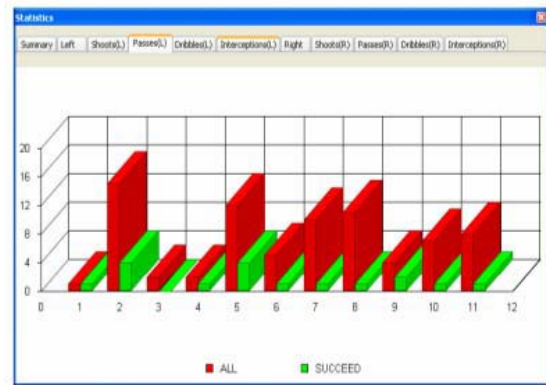 Statistics
Summary Left Shoots(L) Passes(L) Dribbles(L) Interceptions(L) Right Shoots(R) Passes(R) Dribbles(R) Interceptions(R)
20
16
12
8
4
0
0 1 2 3 4 5 6 7 8 9 10 11 12
ALL SUCCEED